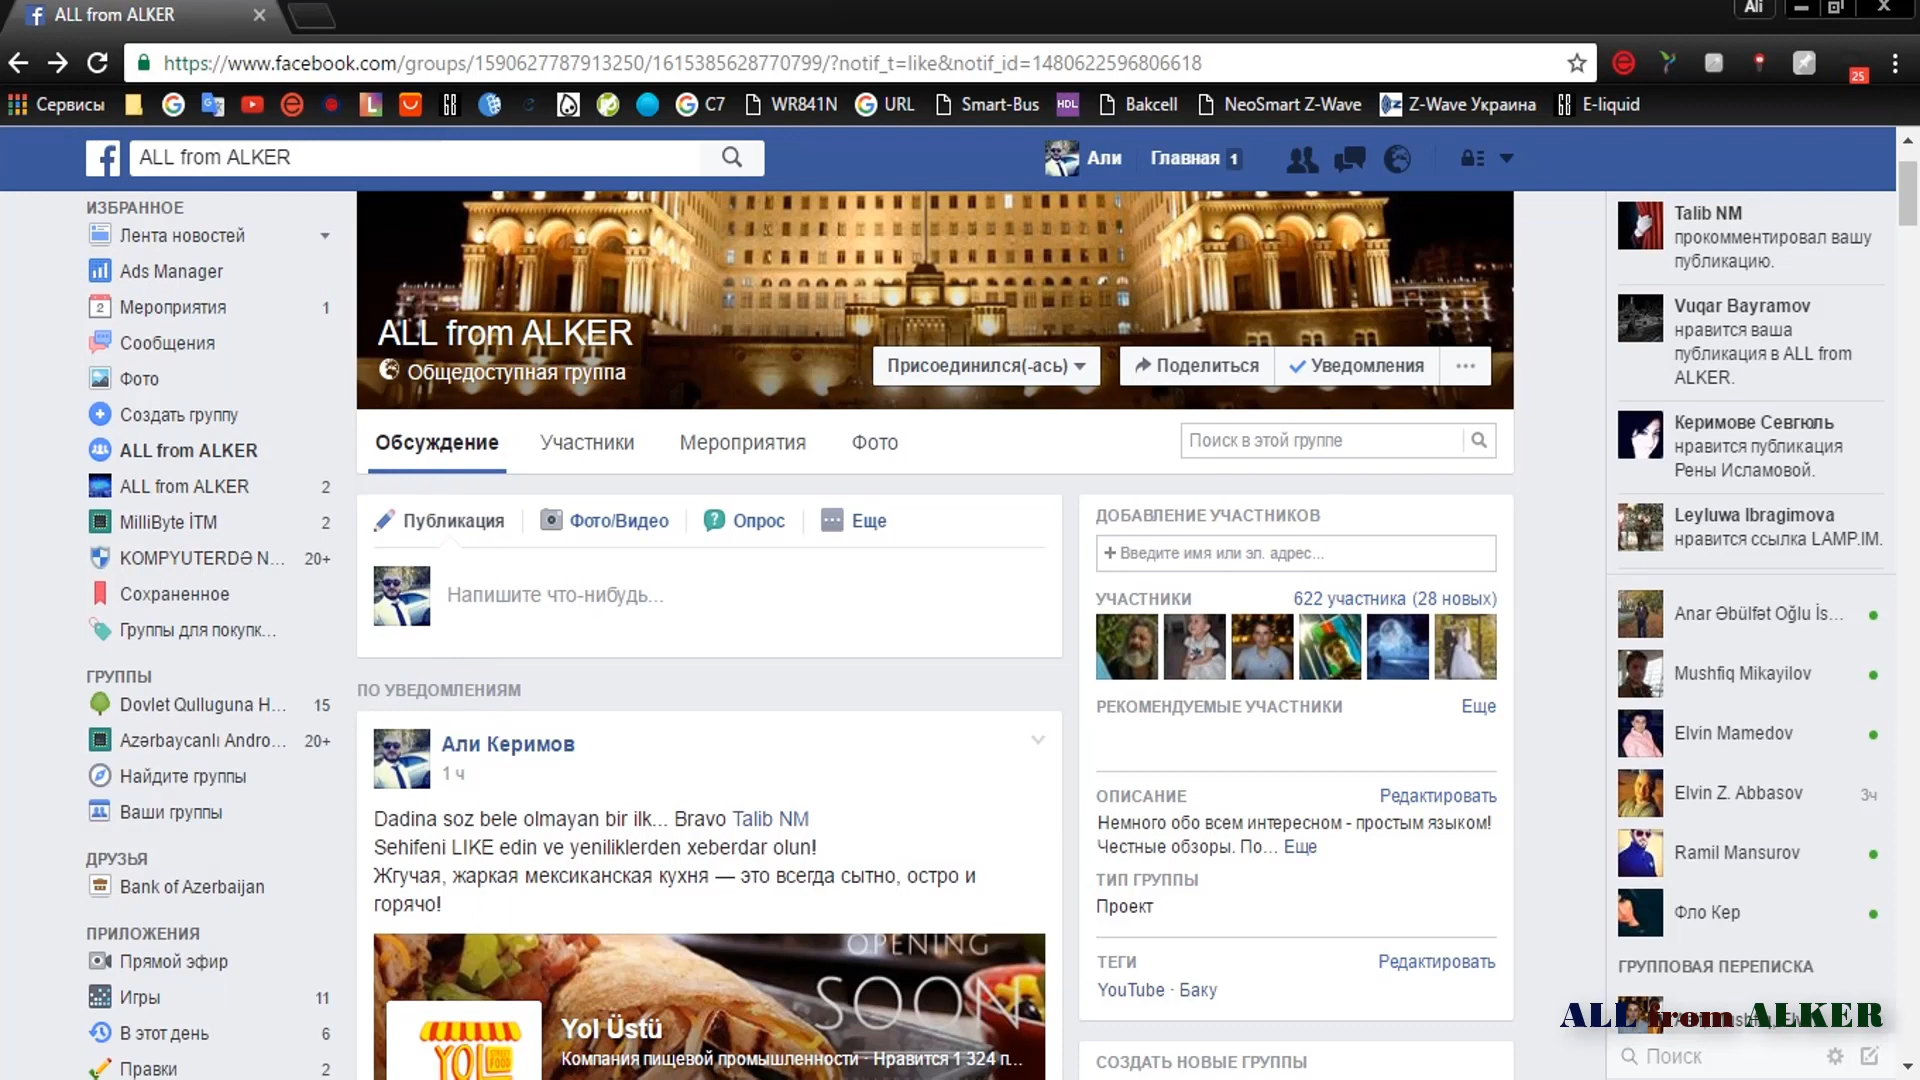 ALL from ALKER
Ali
https://www.facebook.com/groups/1590627787913250/1615385628770799/?notif_t=like&notif_id=1480622596806618
25
Сервисы
C7
WR841N
URL
Smart-Bus
HDL
Bakcell
NeoSmart Z-Wave
Z-Wave Украина
E-liquid
ALL from ALKER
Али
Главная 1
ИЗБРАННОЕ
Лента новостей
Ads Manager
Мероприятия 1
Сообщения
Фото
Создать группу
ALL from ALKER
ALL from ALKER 2
MilliByte İTM 2
KOMPYUTERDƏ N... 20+
Сохраненное
Группы для покупк...
ГРУППЫ
Dovlet Qulluguna H... 15
Azərbaycanlı Andro... 20+
Найдите группы
Ваши группы
ДРУЗЬЯ
Bank of Azerbaijan
ПРИЛОЖЕНИЯ
Прямой эфир
Игры 11
В этот день 6
Правки 2
ALL from ALKER
Общедоступная группа
Присоединился(-ась)
Поделиться
Уведомления
Обсуждение
Участники
Мероприятия
Фото
Поиск в этой группе
Публикация
Фото/Видео
Опрос
Еще
Напишите что-нибудь...
ПО УВЕДОМЛЕНИЯМ
Али Керимов
1 ч
Dadina soz bele olmayan bir ilk... Bravo Talib NM
Sehifeni LIKE edin ve yeniliklerden xeberdar olun!
Жгучая, жаркая мексиканская кухня — это всегда сытно, остро и
горячо!
OPENING
SOON
YOL
Yol Üstü
Компания пищевой промышленности · Нравится 1 324 п...
ДОБАВЛЕНИЕ УЧАСТНИКОВ
+ Введите имя или эл. адрес...
УЧАСТНИКИ
622 участника (28 новых)
РЕКОМЕНДУЕМЫЕ УЧАСТНИКИ
Еще
ОПИСАНИЕ
Редактировать
Немного обо всем интересном - простым языком!
Честные обзоры. По... Еще
ТИП ГРУППЫ
Проект
ТЕГИ
Редактировать
YouTube · Баку
СОЗДАТЬ НОВЫЕ ГРУППЫ
Talib NM
прокомментировал вашу
публикацию.
Vuqar Bayramov
нравится ваша
публикация в ALL from
ALKER.
Керимове Севгюль
нравится публикация
Рены Исламовой.
Leyluwa Ibragimova
нравится ссылка LAMP.IM.
Anar Əbülfət Oğlu İs...
Mushfiq Mikayilov
Elvin Mamedov
Elvin Z. Abbasov 3ч
Ramil Mansurov
Фло Кер
ГРУППОВАЯ ПЕРЕПИСКА
ALL from ALKER
Поиск